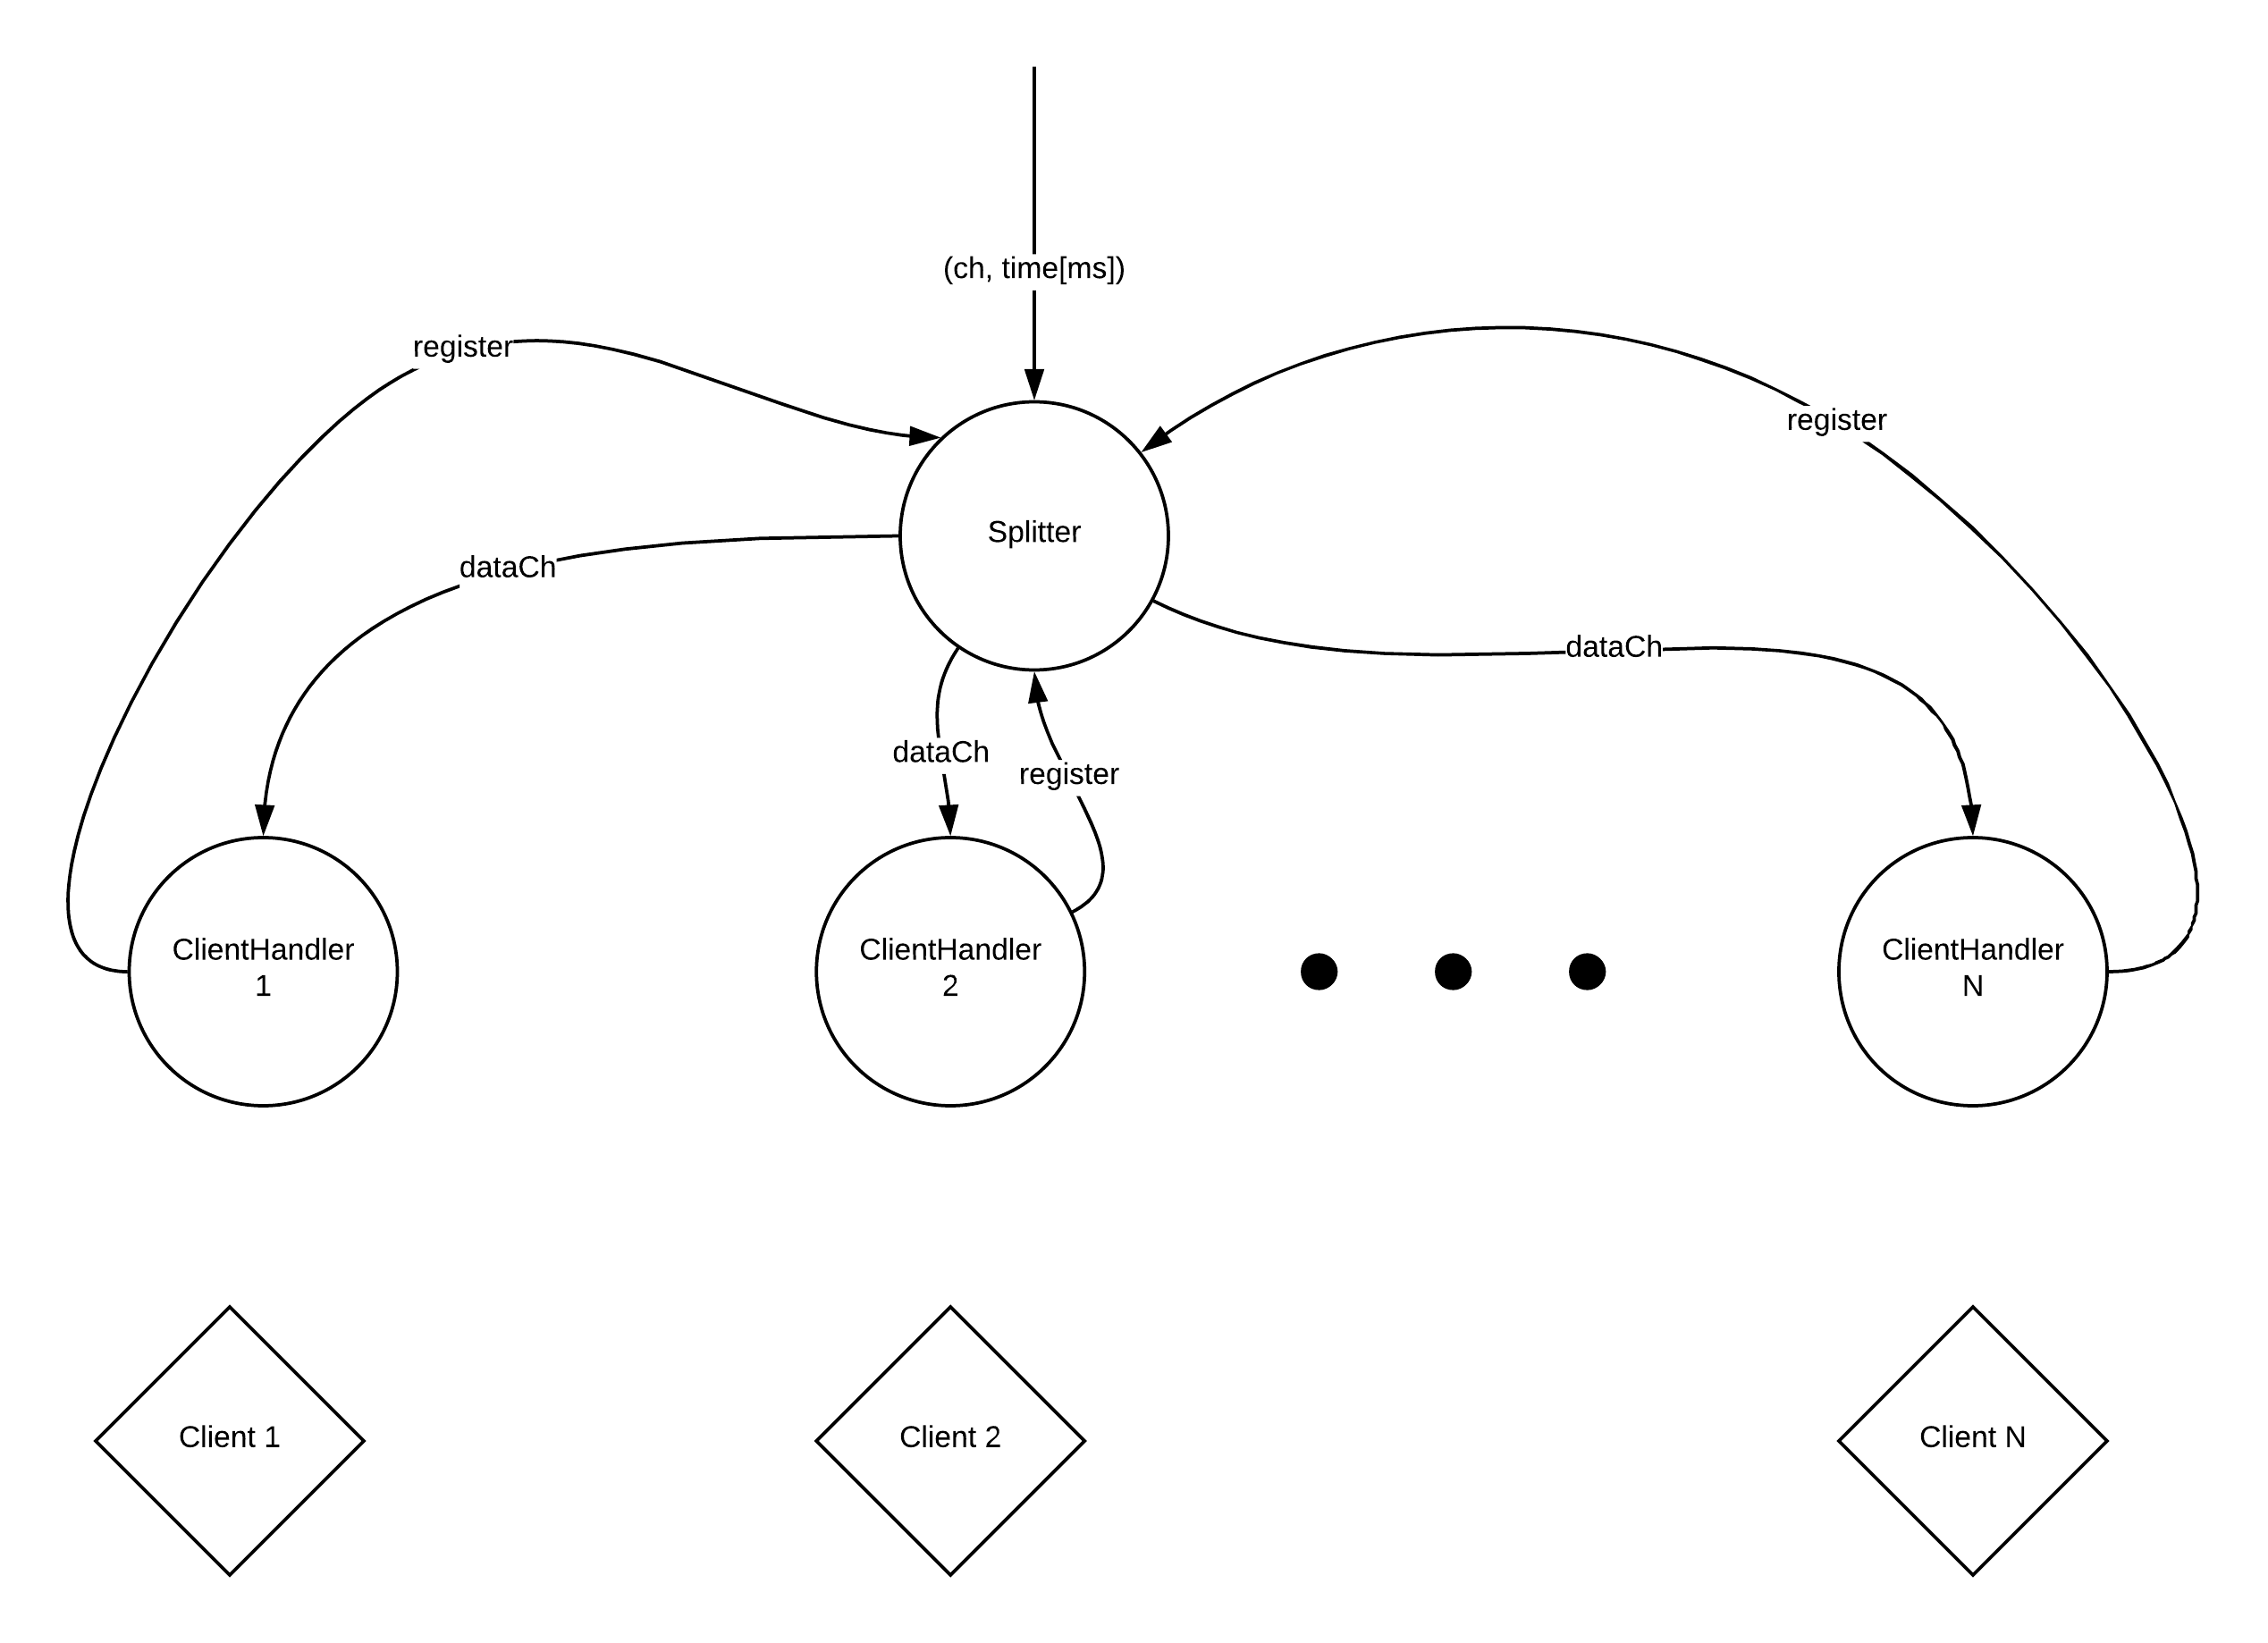 (ch, time[ms])
register
register
Splitter
dataCh
dataCh
dataCh
register
ClientHandler
1
ClientHandler
2
ClientHandler
N
Client 1
Client 2
Client N